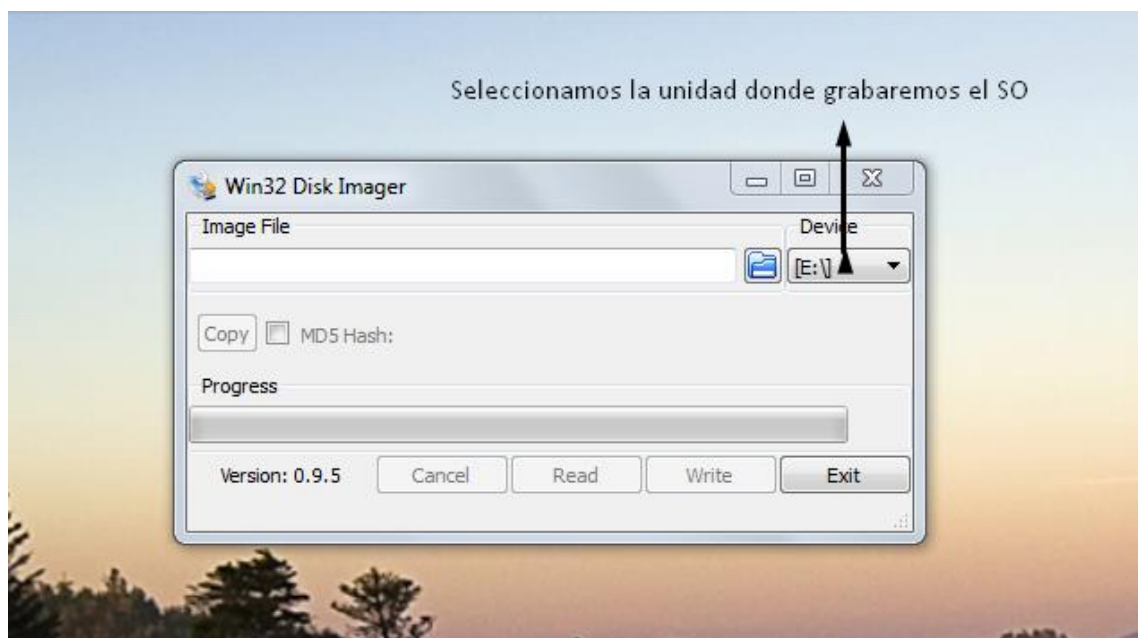 Seleccionamos la unidad donde grabaremos el SO
Win32 Disk Imager
Image File
Device
[E:\]
Copy
MD5 Hash:
Progress
Version: 0.9.5
Cancel
Read
Write
Exit